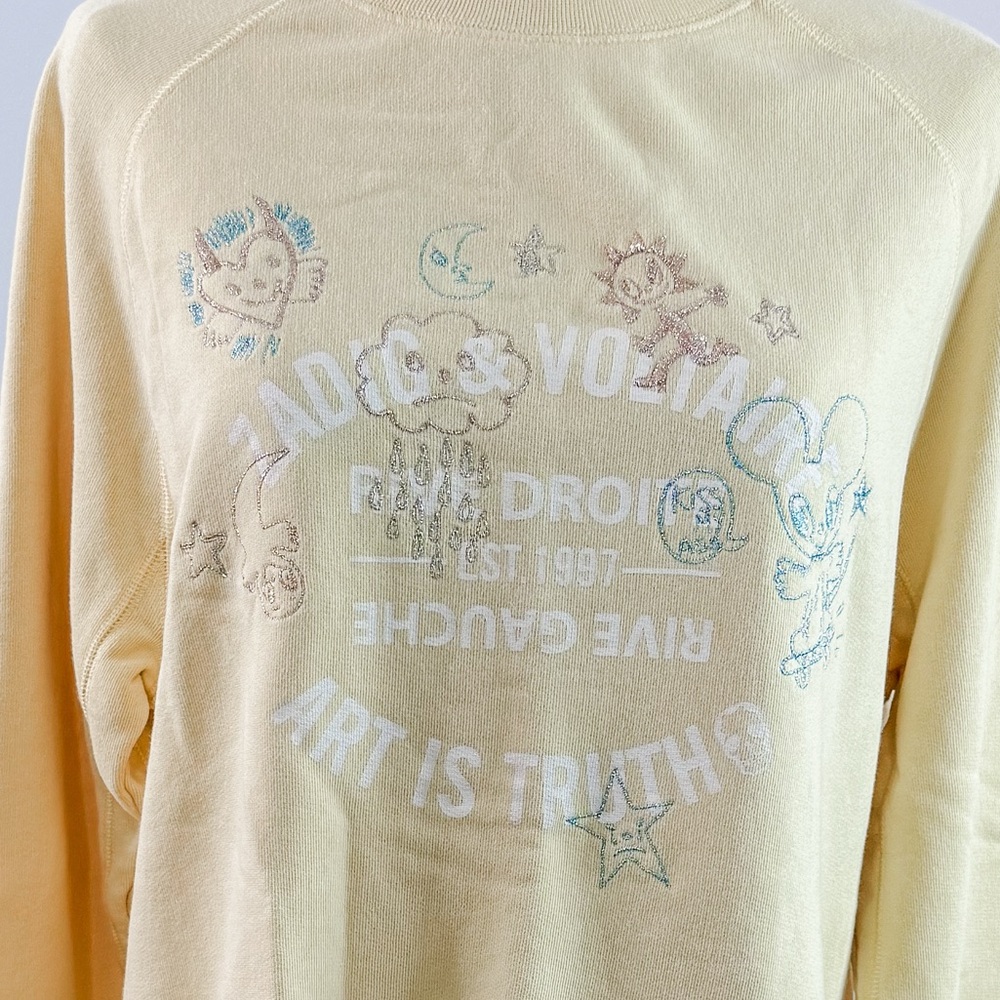 ZADIG & VOLTAIRE
RIVE DROITE
EST 1997
RIVE GAUCHE
ART IS TRUTH